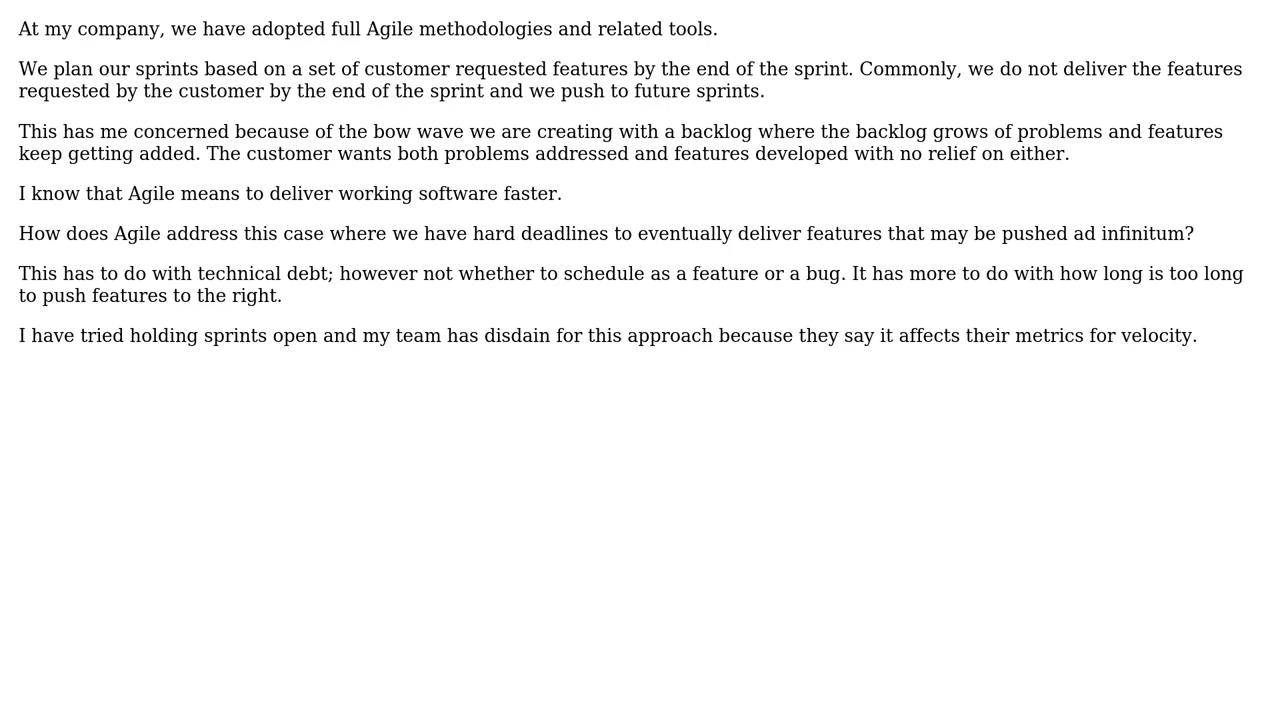 At my company, we have adopted full Agile methodologies and related tools.
We plan our sprints based on a set of customer requested features by the end of the sprint. Commonly, we do not deliver the features
requested by the customer by the end of the sprint and we push to future sprints.
This has me concerned because of the bow wave we are creating with a backlog where the backlog grows of problems and features
keep getting added. The customer wants both problems addressed and features developed with no relief on either.
I know that Agile means to deliver working software faster.
How does Agile address this case where we have hard deadlines to eventually deliver features that may be pushed ad infinitum?
This has to do with technical debt; however not whether to schedule as a feature or a bug. It has more to do with how long is too long
to push features to the right.
I have tried holding sprints open and my team has disdain for this approach because they say it affects their metrics for velocity.